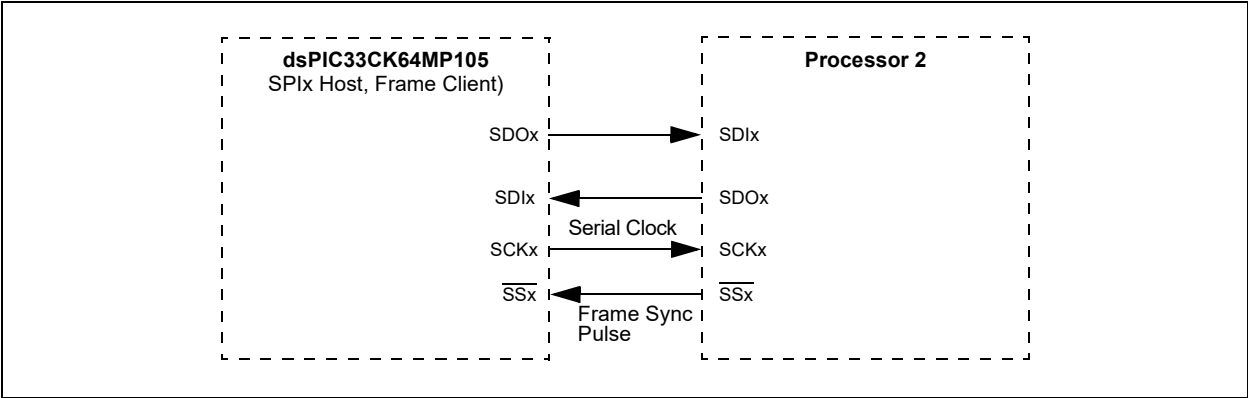 dsPIC33CK64MP105
SPIx Host, Frame Client)
Processor 2
SDOx
SDIx
SDIx
SDOx
Serial Clock
SCKx
SCKx
SSx
SSx
Frame Sync
Pulse